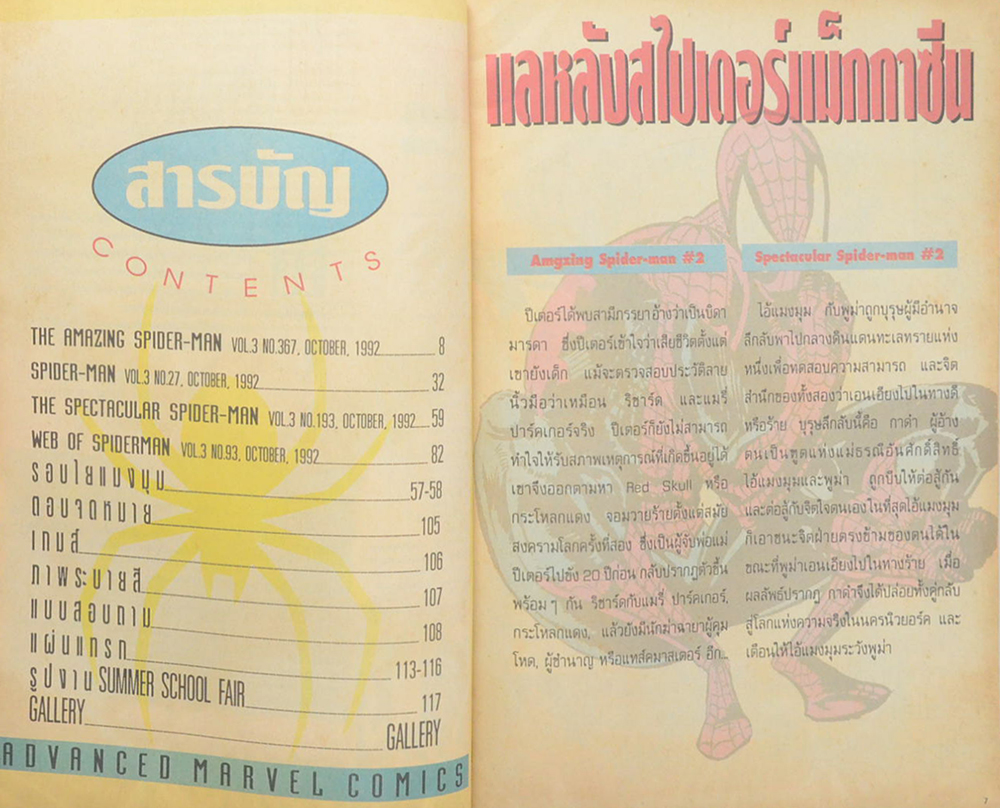 สารบัญ
CONTENTS
THE AMAZING SPIDER-MAN VOL.3 NO.367, OCTOBER, 1992 8
SPIDER-MAN VOL.3 NO.27, OCTOBER, 1992 32
THE SPECTACULAR SPIDER-MAN VOL.3 NO.193, OCTOBER, 1992 59
WEB OF SPIDERMAN VOL.3 NO.93, OCTOBER, 1992 82
รอบใยแมงมุม 57-58
ตอบจดหมาย 105
เกมส์ 106
ภาพระบายสี 107
แบบสอบถาม 108
แผ่นแทรก 113-116
รูปงาน SUMMER SCHOOL FAIR 117
GALLERY GALLERY
ADVANCED MARVEL COMICS
แลหลังสไปเดอร์แม็กกาซีน
Amgzing Spider-man #2
ปีเตอร์ได้พบสามีภรรยาอ้างว่าเป็นบิดา
มารดา ซึ่งปีเตอร์เข้าใจว่าเสียชีวิตตั้งแต่
เขายังเด็ก แม้จะตรวจสอบประวัติลาย
นิ้วมือว่าเหมือน ริชาร์ด และแมรี่
ปาร์คเกอร์จริง ปีเตอร์ก็ยังไม่สามารถ
ทำใจให้รับสภาพเหตุการณ์ที่เกิดขึ้นอยู่ได้
เขาจึงออกตามหา Red Skull หรือ
กระโหลกแดง จอมวายร้ายตั้งแต่สมัย
สงครามโลกครั้งที่สอง ซึ่งเป็นผู้จับพ่อแม่
ปีเตอร์ไปขัง 20 ปีก่อน กลับปรากฏตัวขึ้น
พร้อมๆ กัน ริชาร์ดกับแมรี่ ปาร์คเกอร์,
กระโหลกแดง, แล้วยังมีนักฆ่าฉายาผู้คุม
โหด, ผู้ชำนาญ หรือแทส์คมาสเตอร์ อีก...
Spectacular Spider-man #2
ไอ้แมงมุม กับพูม่าถูกบุรุษผู้มีอำนาจ
ลึกลับพาไปกลางดินแดนทะเลทรายแห่ง
หนึ่งเพื่อทดสอบความสามารถ และจิต
สำนึกของทั้งสองว่าเอนเอียงไปในทางดี
หรือร้าย บุรุษลึกลับนี้คือ กาดำ ผู้อ้าง
ตนเป็นทูตแห่งแม่ธรณีอันศักดิ์สิทธิ์
ไอ้แมงมุมและพูม่า ถูกบีบให้ต่อสู้กัน
และต่อสู้กับจิตใจตนเองในที่สุดไอ้แมงมุม
ก็เอาชนะจิตฝ่ายตรงข้ามของตนได้ใน
ขณะที่พูม่าเอนเอียงไปในทางร้าย เมื่อ
ผลลัพธ์ปรากฏ กาดำจึงได้ปล่อยทั้งคู่กลับ
สู่โลกแห่งความจริงในนครนิวยอร์ค และ
เตือนให้ไอ้แมงมุมระวังพูม่า
7